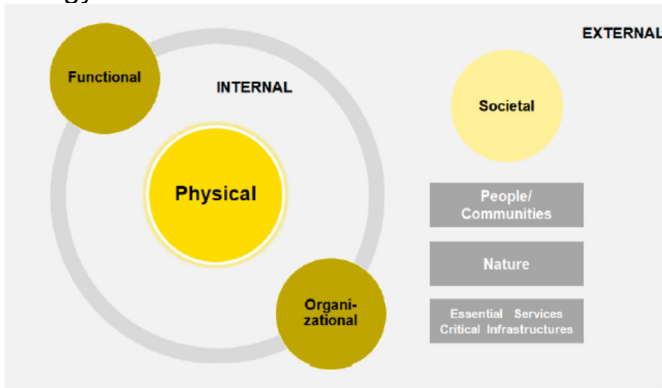 EXTERNAL
Functional
INTERNAL
Societal
Physical
People/
Communities
Nature
Organi-
zational
Essential Services
Critical Infrastructures